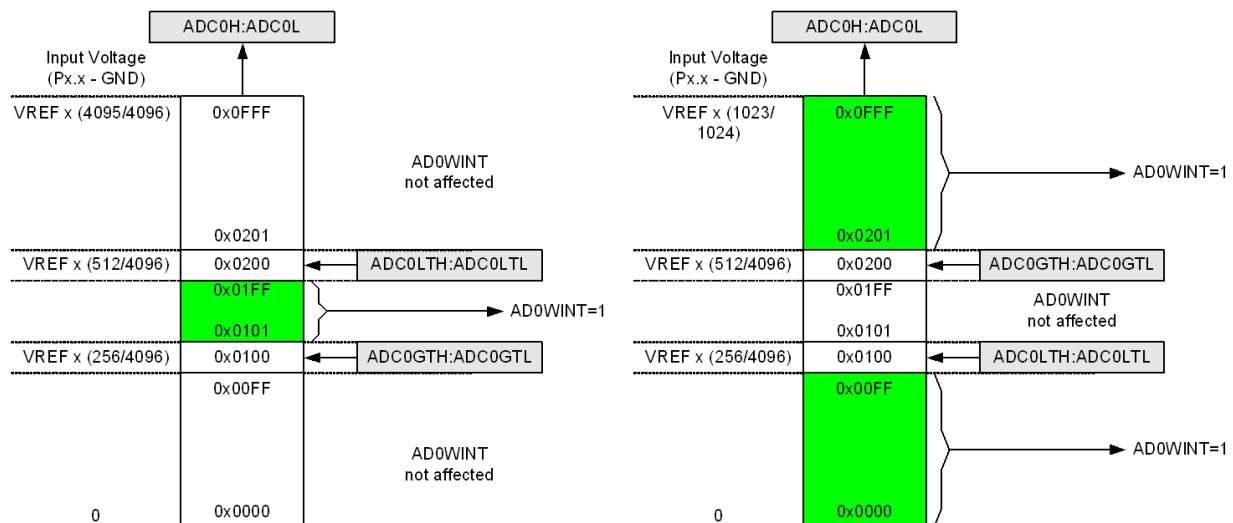 ADC0H:ADC0L
Input Voltage
(Px.x - GND)
VREF x (4095/4096)
0x0FFF
AD0WINT
not affected
0x0201
VREF x (512/4096)
0x0200
ADC0LTH:ADC0LTL
0x01FF
AD0WINT=1
0x0101
VREF x (256/4096)
0x0100
ADC0GTH:ADC0GTL
0x00FF
AD0WINT
not affected
0
0x0000
ADC0H:ADC0L
Input Voltage
(Px.x - GND)
VREF x (1023/
1024)
0x0FFF
AD0WINT=1
0x0201
VREF x (512/4096)
0x0200
ADC0GTH:ADC0GTL
0x01FF
AD0WINT
not affected
0x0101
VREF x (256/4096)
0x0100
ADC0LTH:ADC0LTL
0x00FF
AD0WINT=1
0
0x0000